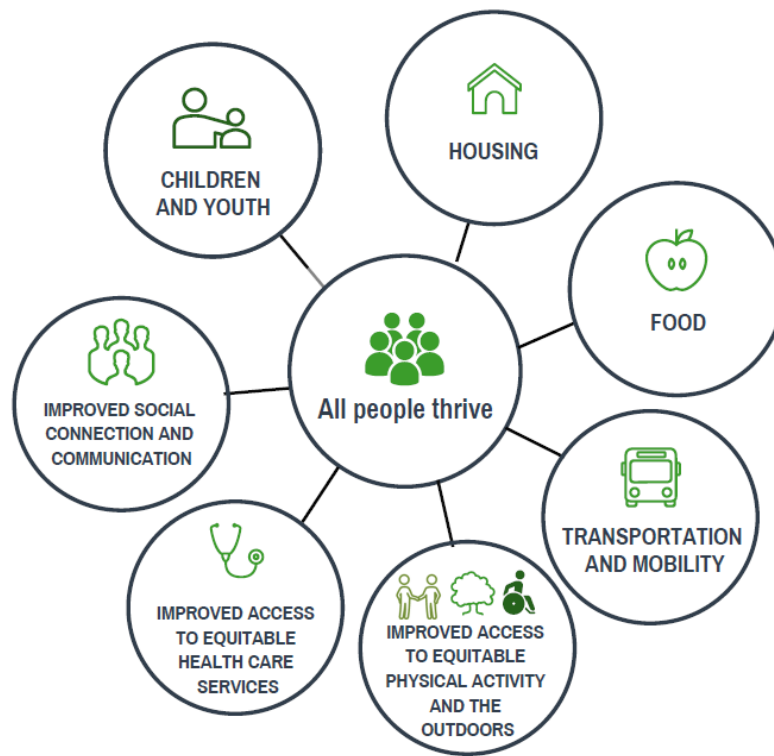 CHILDREN
AND YOUTH
HOUSING
FOOD
All people thrive
IMPROVED SOCIAL
CONNECTION AND
COMMUNICATION
TRANSPORTATION
AND MOBILITY
IMPROVED ACCESS
TO EQUITABLE
HEALTH CARE
SERVICES
IMPROVED ACCESS
TO EQUITABLE
PHYSICAL ACTIVITY
AND THE
OUTDOORS